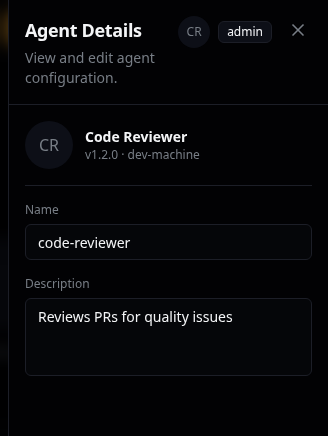 Agent Details
CR
admin
View and edit agent
configuration.
CR
Code Reviewer
v1.2.0 · dev-machine
Name
code-reviewer
Description
Reviews PRs for quality issues